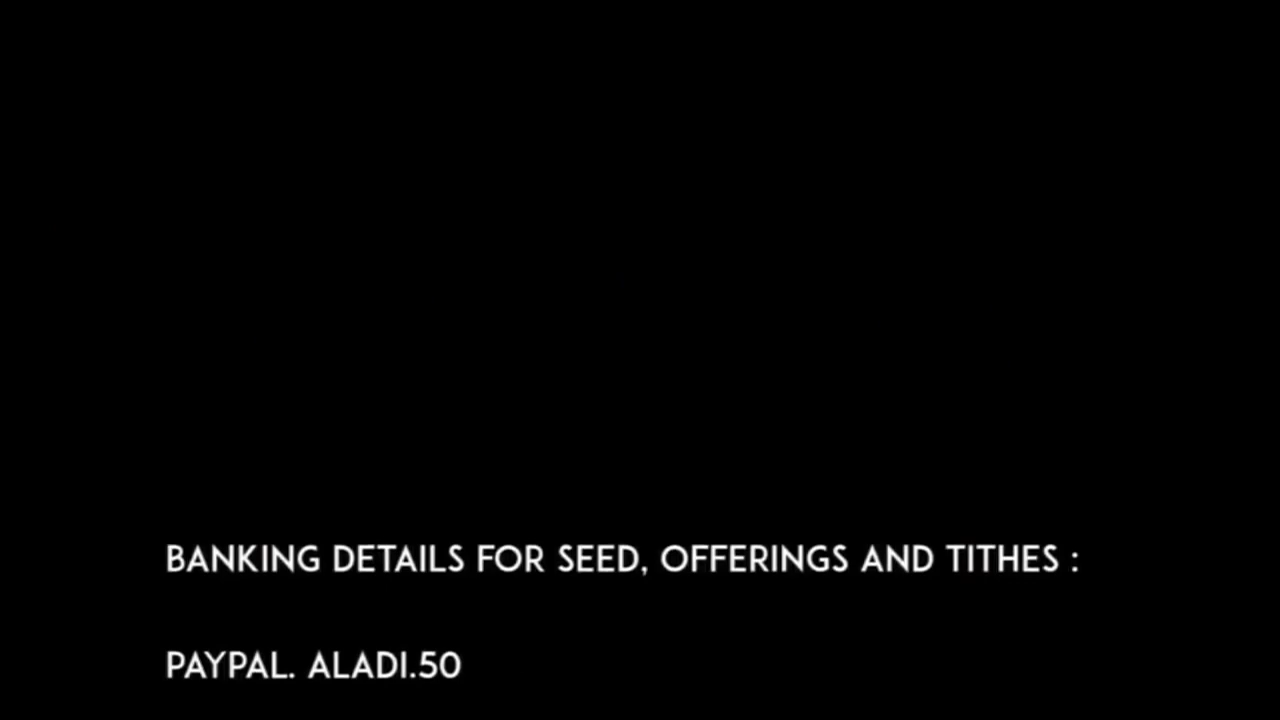 BANKING DETAILS FOR SEED, OFFERINGS AND TITHES :
PAYPAL. ALADI.50